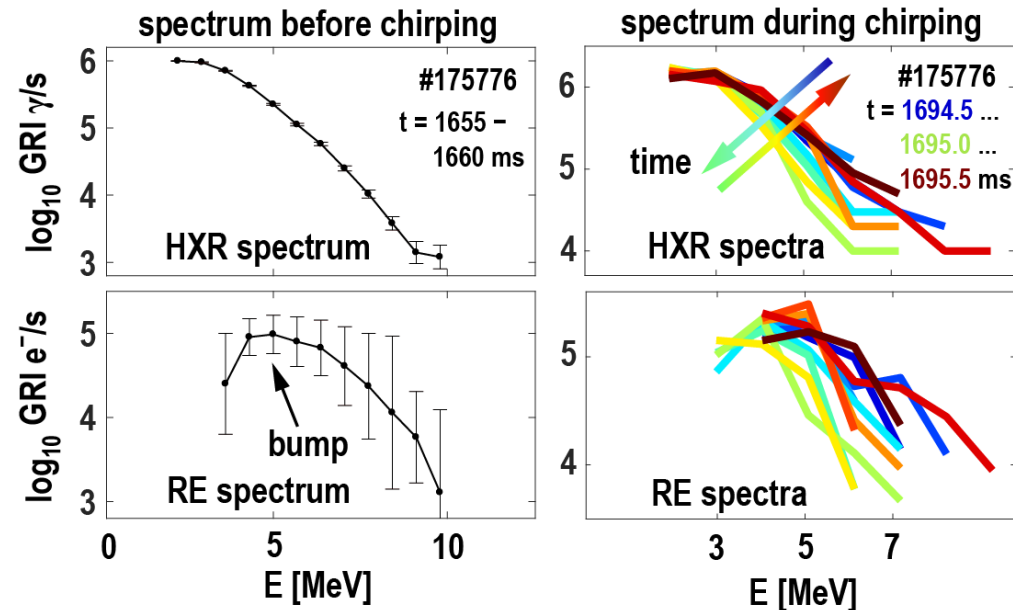 spectrum before chirping
log₁₀ GRI γ/s
6
5
4
3
#175776
t = 1655 −
1660 ms
HXR spectrum
spectrum during chirping
6
5
4
#175776
t = 1694.5 ...
1695.0 ...
1695.5 ms
time
HXR spectra
log₁₀ GRI e⁻/s
5
4
3
bump
RE spectrum
0
5
10
E [MeV]
5
4
RE spectra
3
5
7
E [MeV]